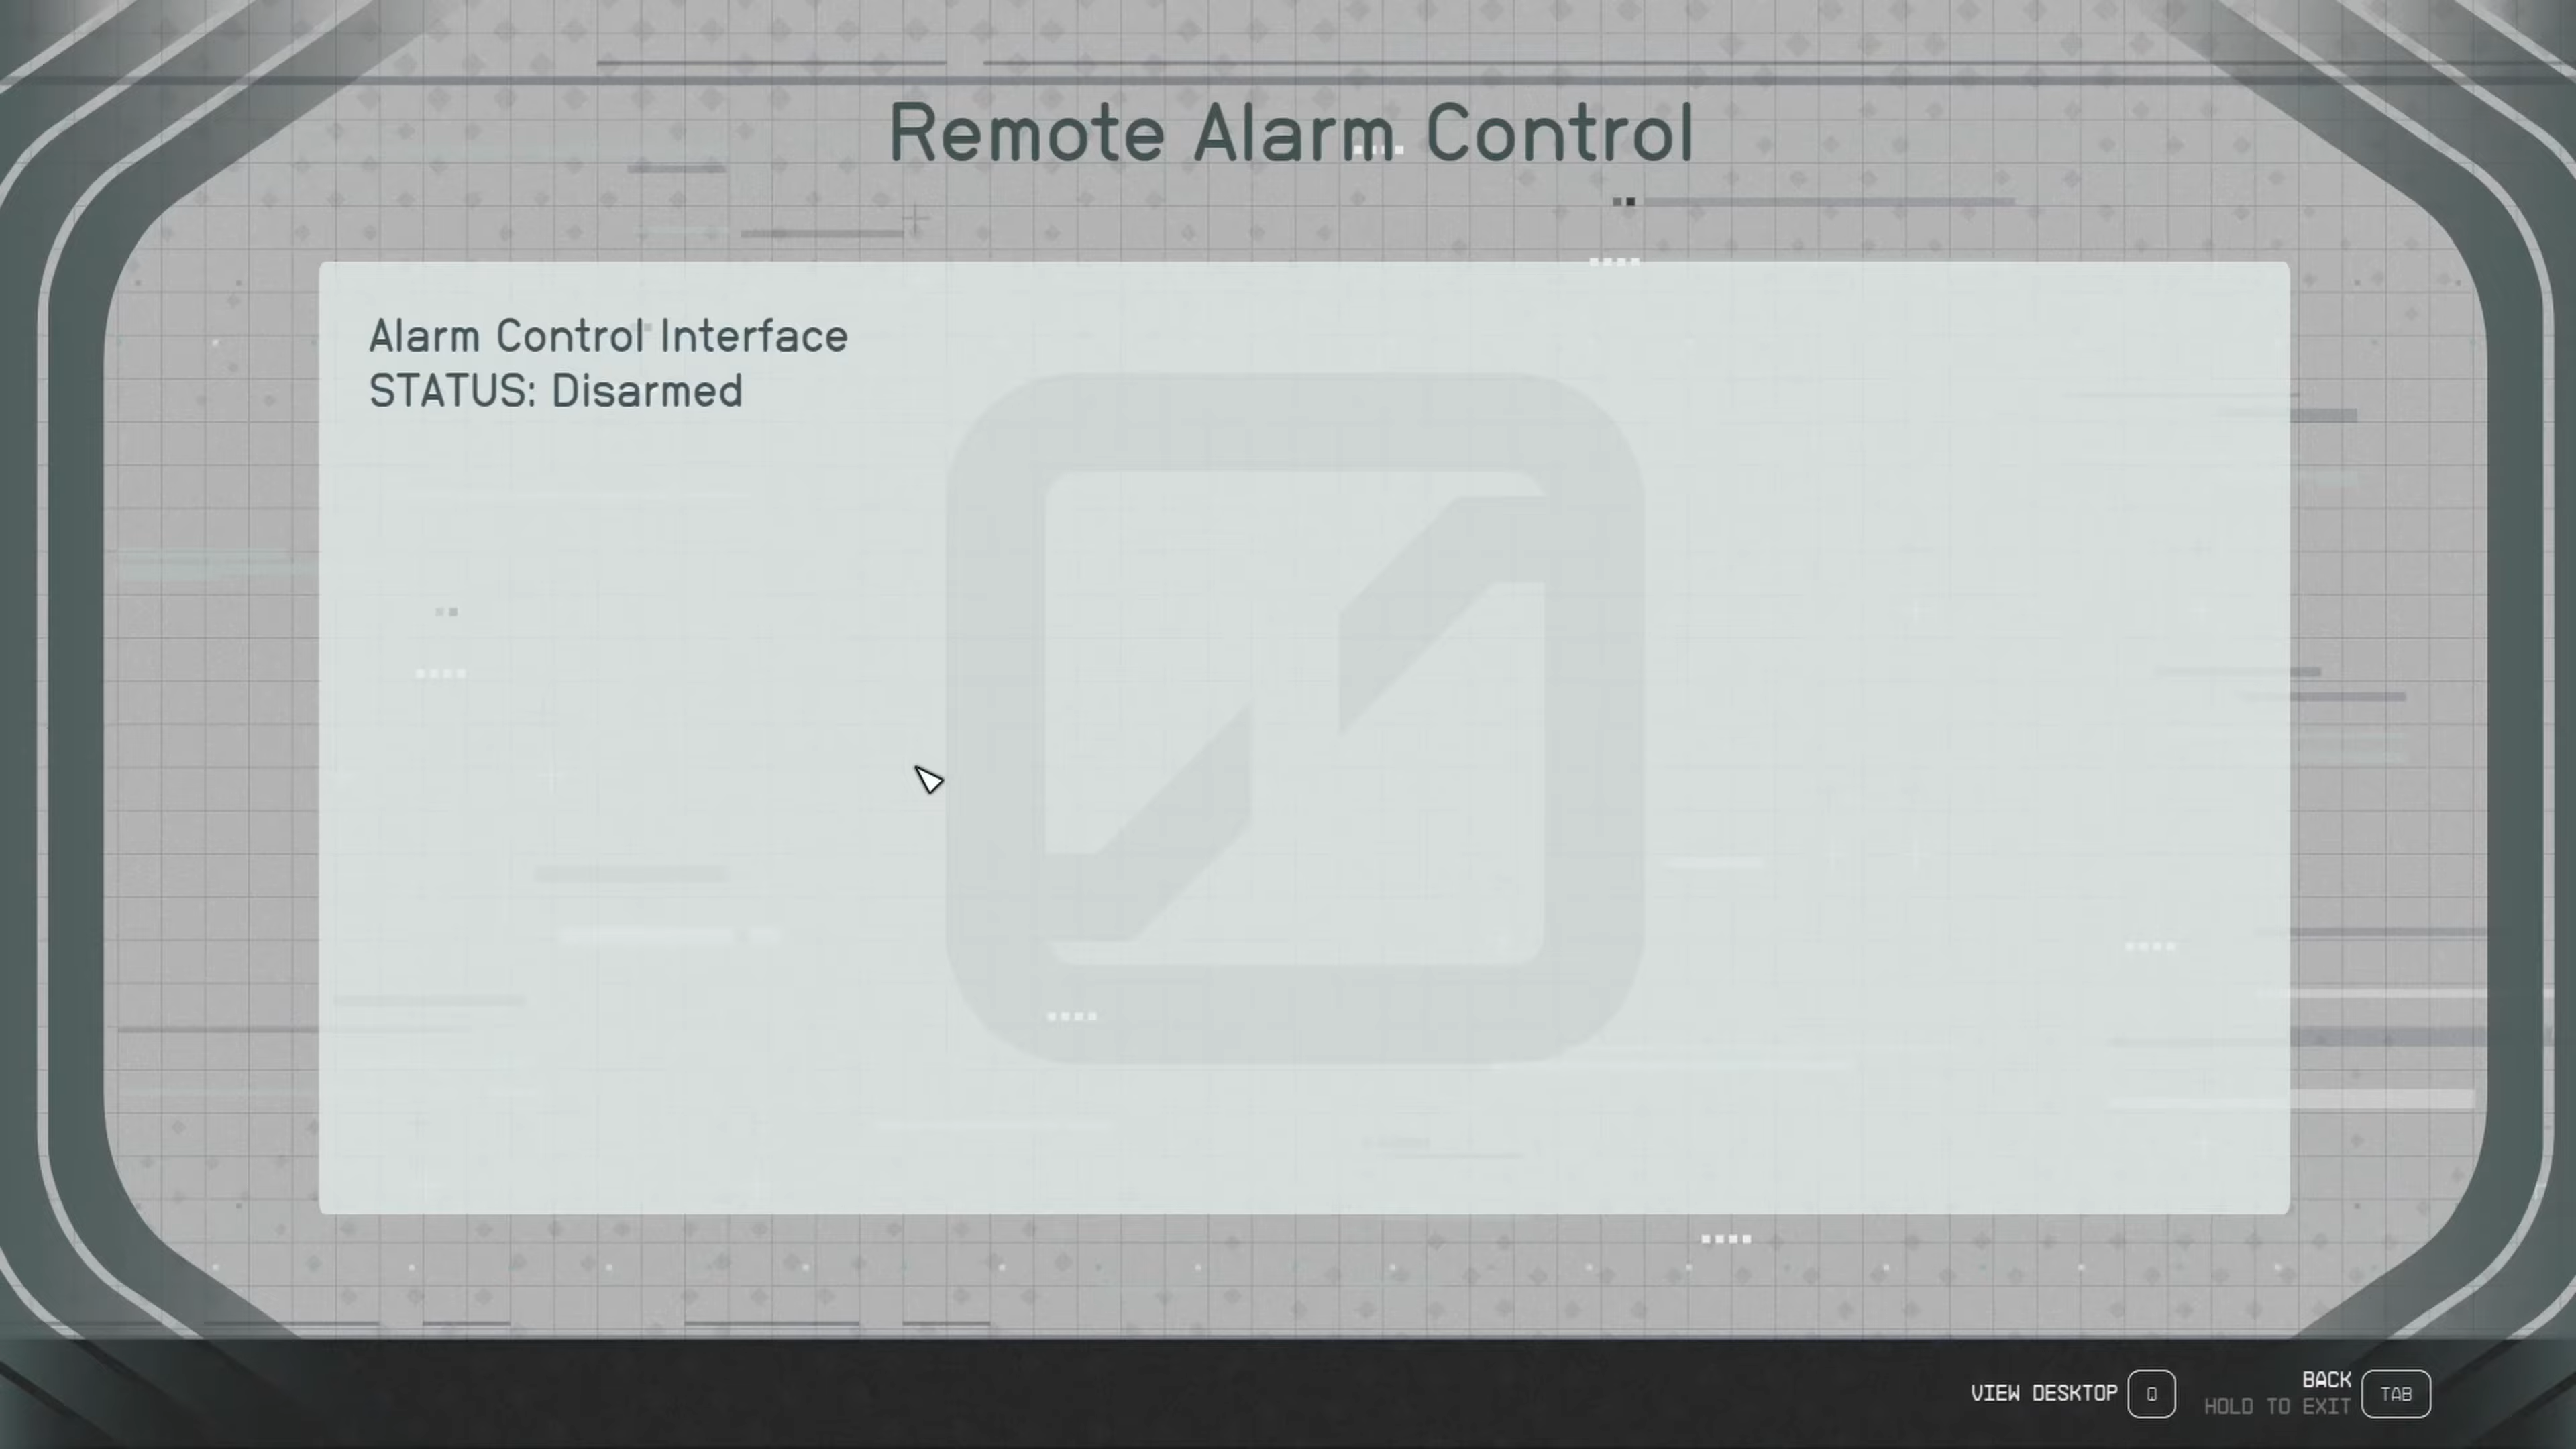 Remote Alarm Control
Alarm Control Interface
STATUS: Disarmed
VIEW DESKTOP Q
BACK
HOLD TO EXIT
TAB